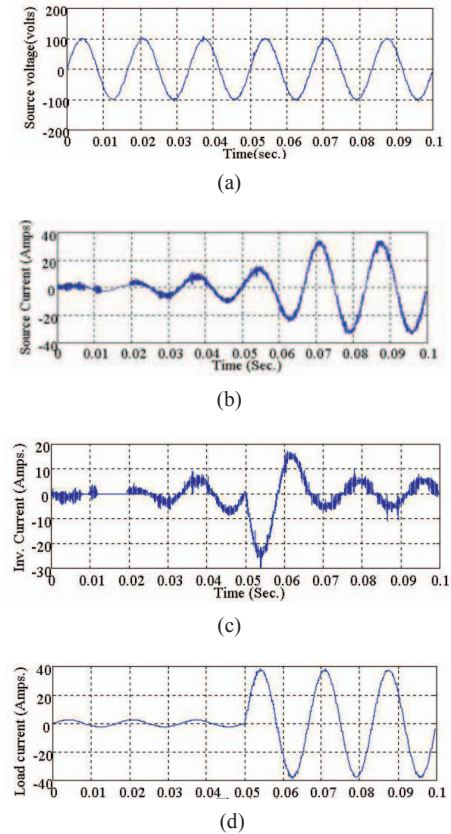 Source voltage(volts)
200
100
0
-100
-200
0 0.01 0.02 0.03 0.04 0.05 0.06 0.07 0.08 0.09 0.1
Time(sec.)
(a)
Source Current (Amps)
40
20
0
-20
-40
0 0.01 0.02 0.03 0.04 0.05 0.06 0.07 0.08 0.09 0.1
Time (Sec.)
(b)
Inv. Current (Amps.)
20
10
0
-10
-20
-30
0 0.01 0.02 0.03 0.04 0.05 0.06 0.07 0.08 0.09 0.1
Time (Sec.)
(c)
Load current (Amps.)
40
20
0
-20
-40
0 0.01 0.02 0.03 0.04 0.05 0.06 0.07 0.08 0.09 0.1
(d)